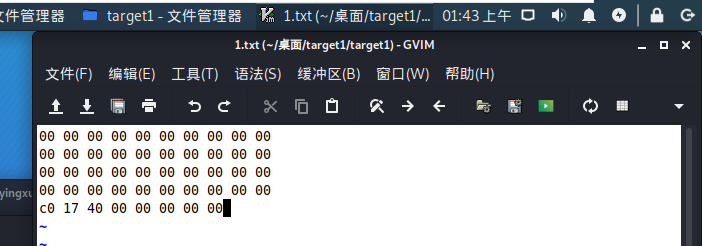 文件管理器 target1 - 文件管理器 1.txt (~/桌面/target1/... 01:43 上午
1.txt (~/桌面/target1/target1) - GVIM
文件(F) 编辑(E) 工具(T) 语法(S) 缓冲区(B) 窗口(W) 帮助(H)
00 00 00 00 00 00 00 00 00 00
00 00 00 00 00 00 00 00 00 00
00 00 00 00 00 00 00 00 00 00
yingxu
00 00 00 00 00 00 00 00 00 00
c0 17 40 00 00 00 00 00
~
~